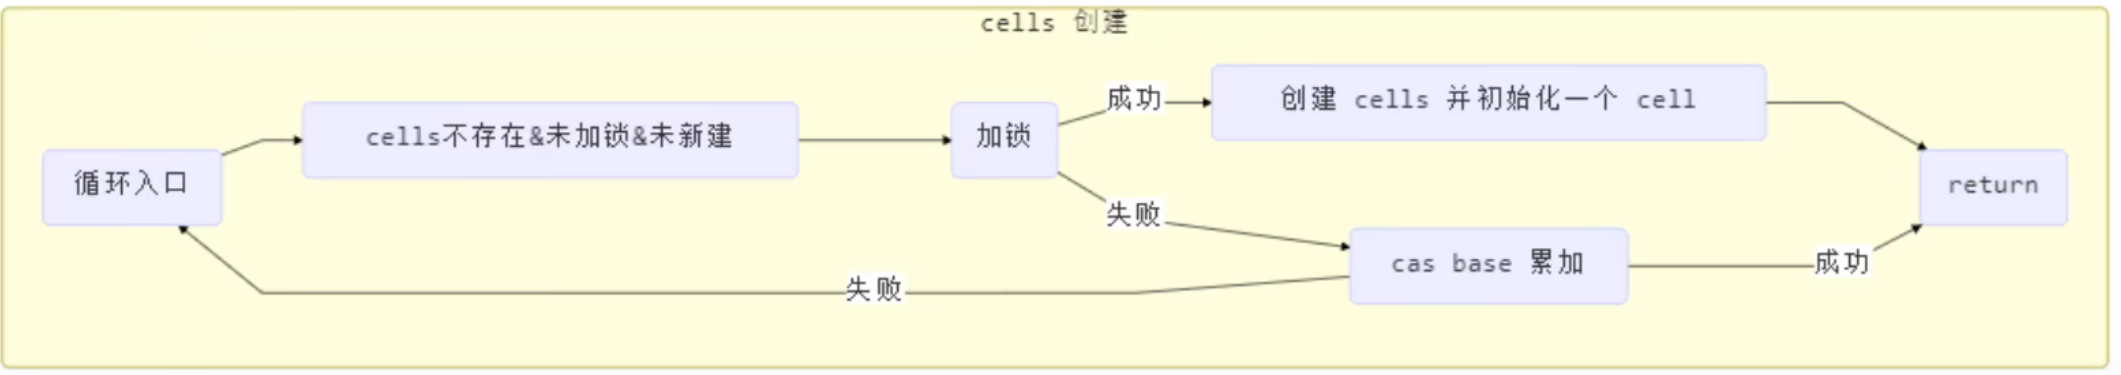 cells 创建
循环入口
cells不存在&未加锁&未新建
加锁
成功
创建 cells 并初始化一个 cell
失败
cas base 累加
成功
return
失败